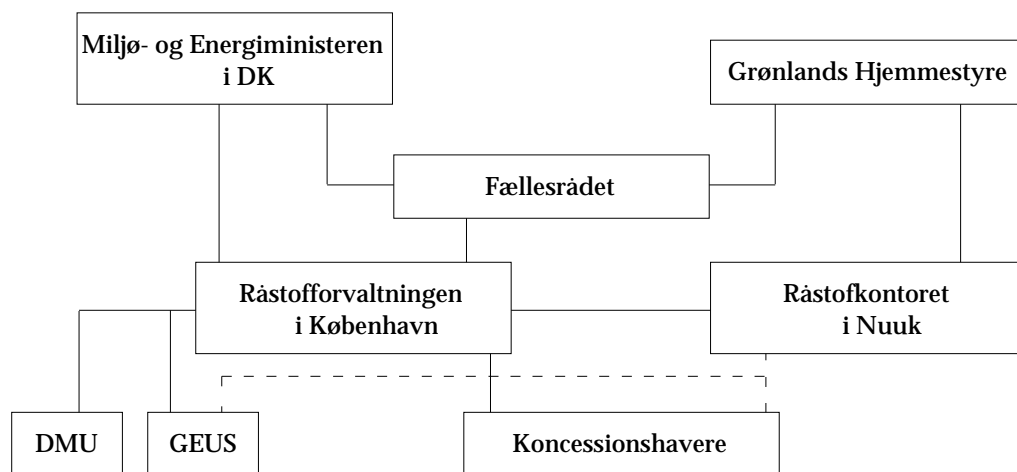 Miljø- og Energiministeren
i DK
Grønlands Hjemmestyre
Fællesrådet
Råstofforvaltningen
i København
Råstofkontoret
i Nuuk
DMU
GEUS
Koncessionshavere